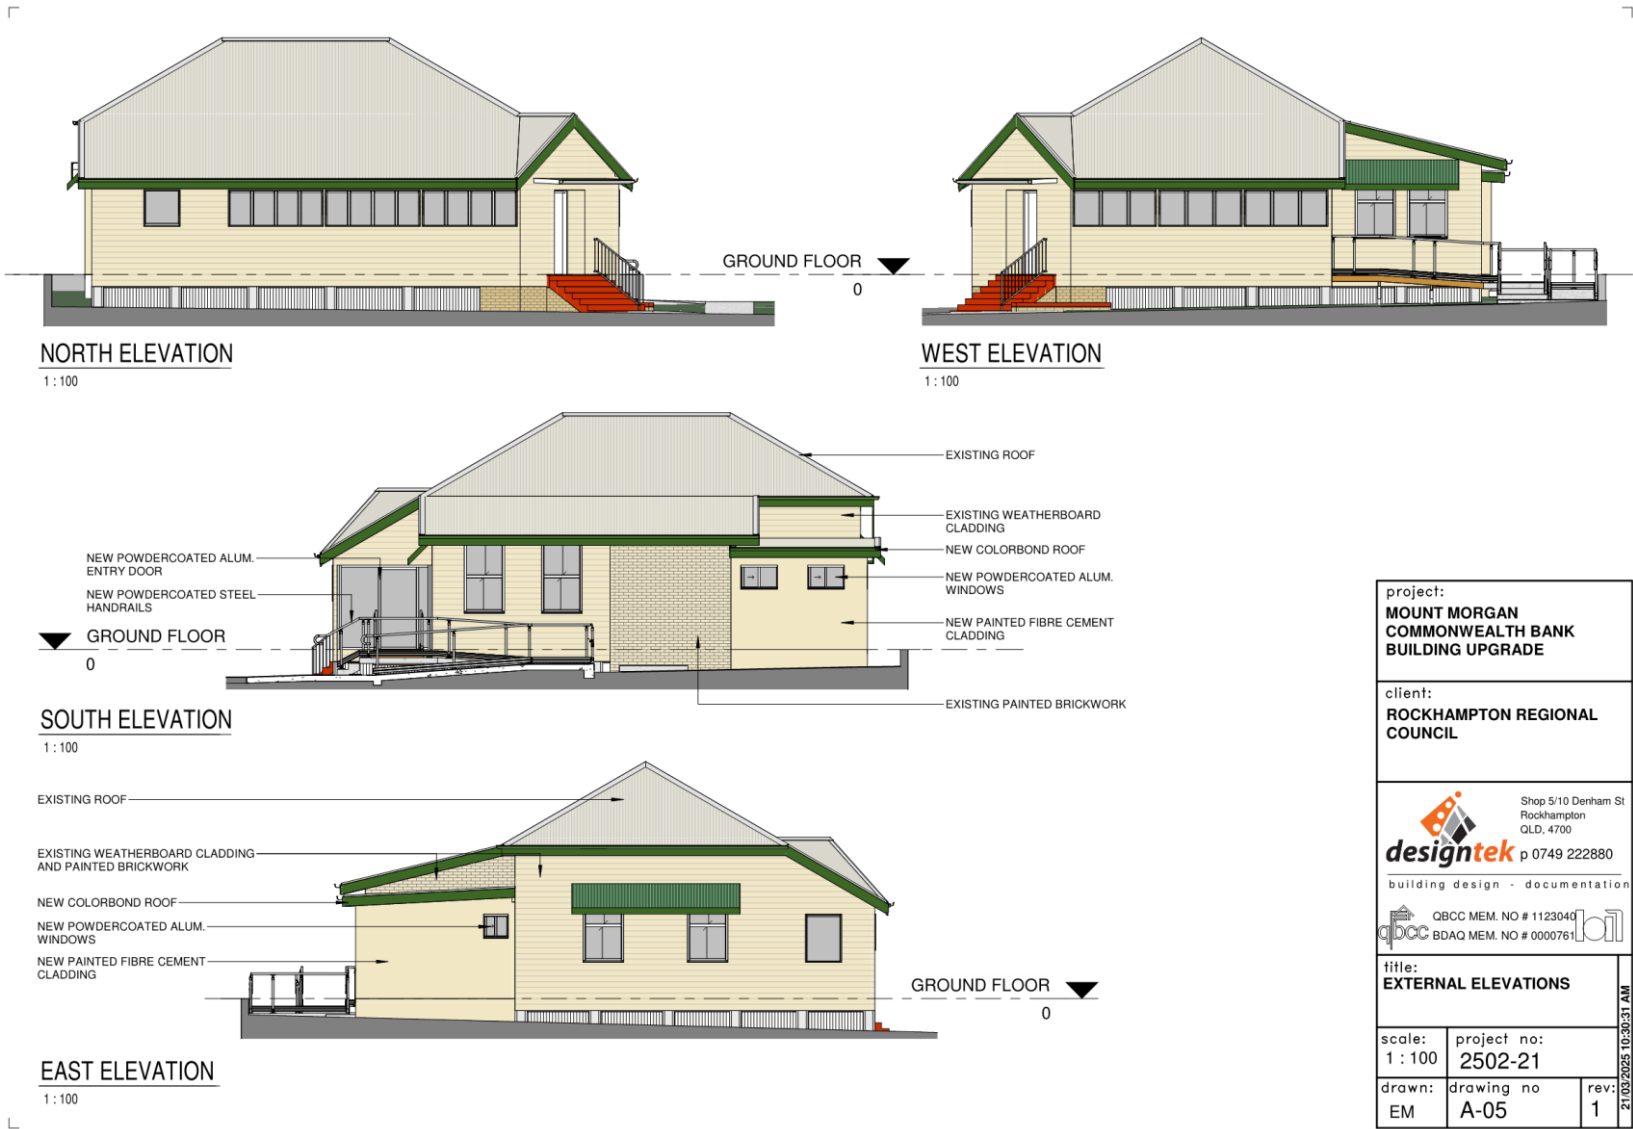 GROUND FLOOR
0
NORTH ELEVATION
1 : 100
WEST ELEVATION
1 : 100
EXISTING ROOF
EXISTING WEATHERBOARD
CLADDING
NEW COLORBOND ROOF
NEW POWDERCOATED ALUM.
WINDOWS
NEW PAINTED FIBRE CEMENT
CLADDING
EXISTING PAINTED BRICKWORK
NEW POWDERCOATED ALUM.
ENTRY DOOR
NEW POWDERCOATED STEEL
HANDRAILS
GROUND FLOOR
0
SOUTH ELEVATION
1 : 100
EXISTING ROOF
EXISTING WEATHERBOARD CLADDING
AND PAINTED BRICKWORK
NEW COLORBOND ROOF
NEW POWDERCOATED ALUM.
WINDOWS
NEW PAINTED FIBRE CEMENT
CLADDING
GROUND FLOOR
0
EAST ELEVATION
1 : 100
project:
MOUNT MORGAN
COMMONWEALTH BANK
BUILDING UPGRADE
client:
ROCKHAMPTON REGIONAL
COUNCIL
Shop 5/10 Denham St
Rockhampton
QLD, 4700
designtek p 0749 222880
building design - documentation
qbcc
QBCC MEM. NO # 1123040
BDAQ MEM. NO # 0000761
title:
EXTERNAL ELEVATIONS
scale:
1 : 100
project no:
2502-21
drawn:
EM
drawing no
A-05
rev:
1
21/03/2025 10:30:31 AM